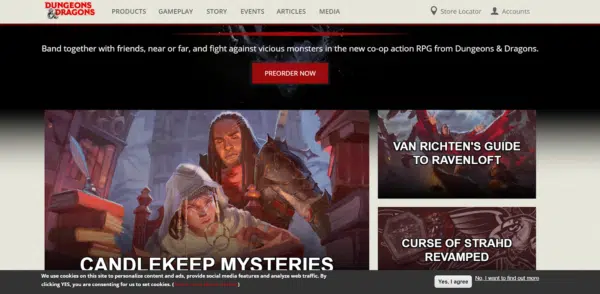 DUNGEONS & DRAGONS
PRODUCTS GAMEPLAY STORY EVENTS ARTICLES MEDIA Store Locator Accounts
Band together with friends, near or far, and fight against vicious monsters in the new co-op action RPG from Dungeons & Dragons.
PREORDER NOW
VAN RICHTEN'S GUIDE
TO RAVENLOFT
CURSE OF STRAHD
REVAMPED
CANDLEKEEP MYSTERIES
We use cookies on this site to personalize content and ads, provide social media features and analyze web traffic. By
clicking YES, you are consenting for us to set cookies. (
Yes, I agree
No, I want to find out more